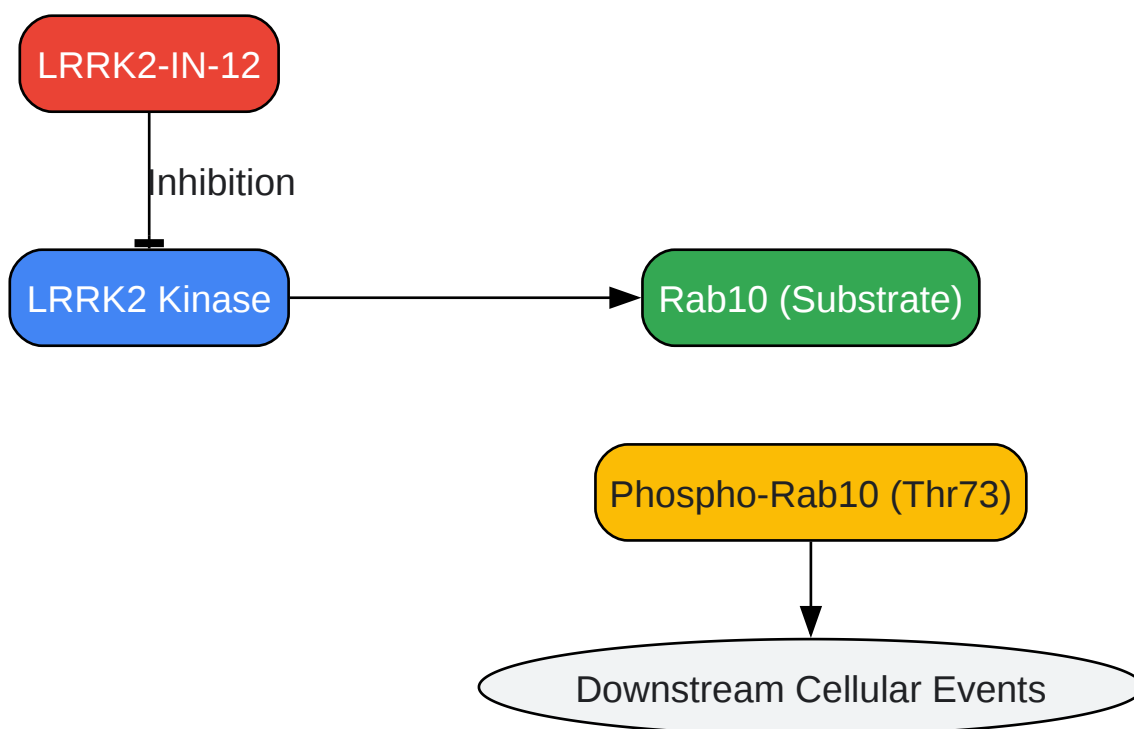 LRRK2-IN-12
Inhibition
LRRK2 Kinase
Rab10 (Substrate)
Phospho-Rab10 (Thr73)
Downstream Cellular Events